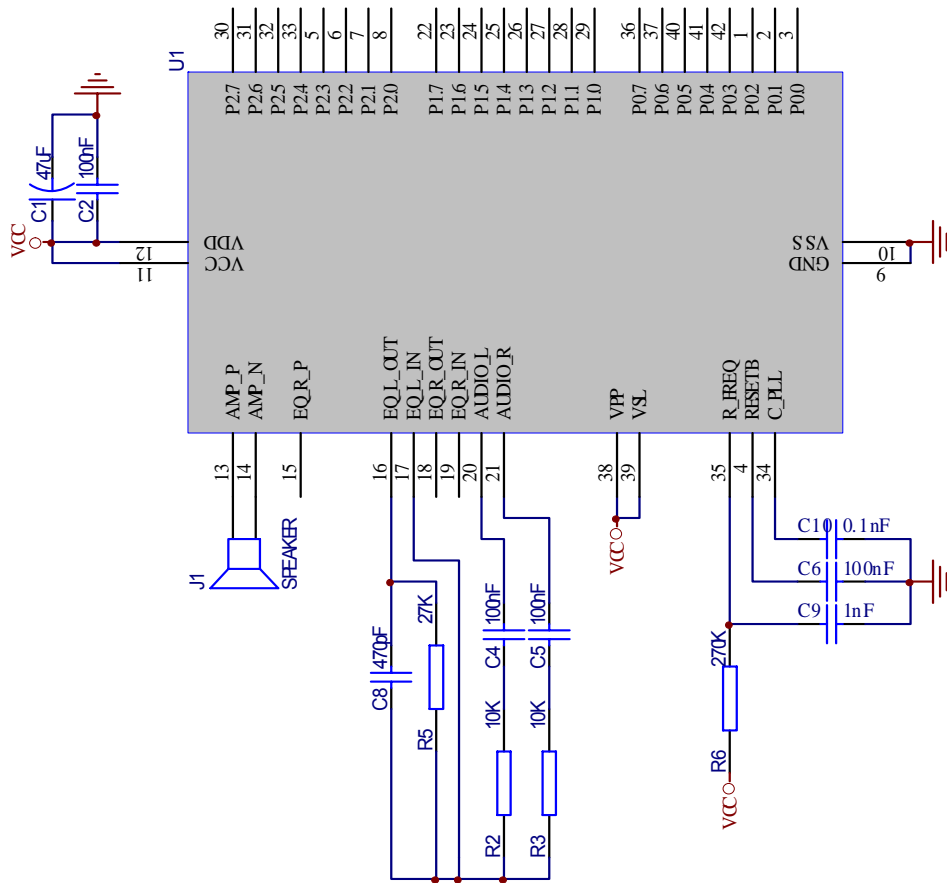 30
31
32
33
5
6
7
8
22
23
24
25
26
27
28
29
36
37
40
41
42
1
2
3
U1
P2.7
P2.6
P2.5
P2.4
P2.3
P2.2
P2.1
P2.0
P1.7
P1.6
P1.5
P1.4
P1.3
P1.2
P1.1
P1.0
P0.7
P0.6
P0.5
P0.4
P0.3
P0.2
P0.1
P0.0
47uF
100nF
C1
C2
VCC
12
VDD
11
VCC
VSS
10
GND
9
AMP_P
AMP_N
EQ_R_P
EQ_L_OUT
EQ_L_IN
EQ_R_OUT
EQ_R_IN
AUDIO_L
AUDIO_R
VPP
VSL
R_FREQ
RESETB
C_PLL
13
14
15
16
17
18
19
20
21
38
39
35
4
34
J1
SPEAKER
VCC
C10 0.1nF
C6 100nF
C9 1nF
27K
100nF
100nF
470pF
C8
C4
C5
R5
10K
10K
R2
R3
270K
R6
VCC